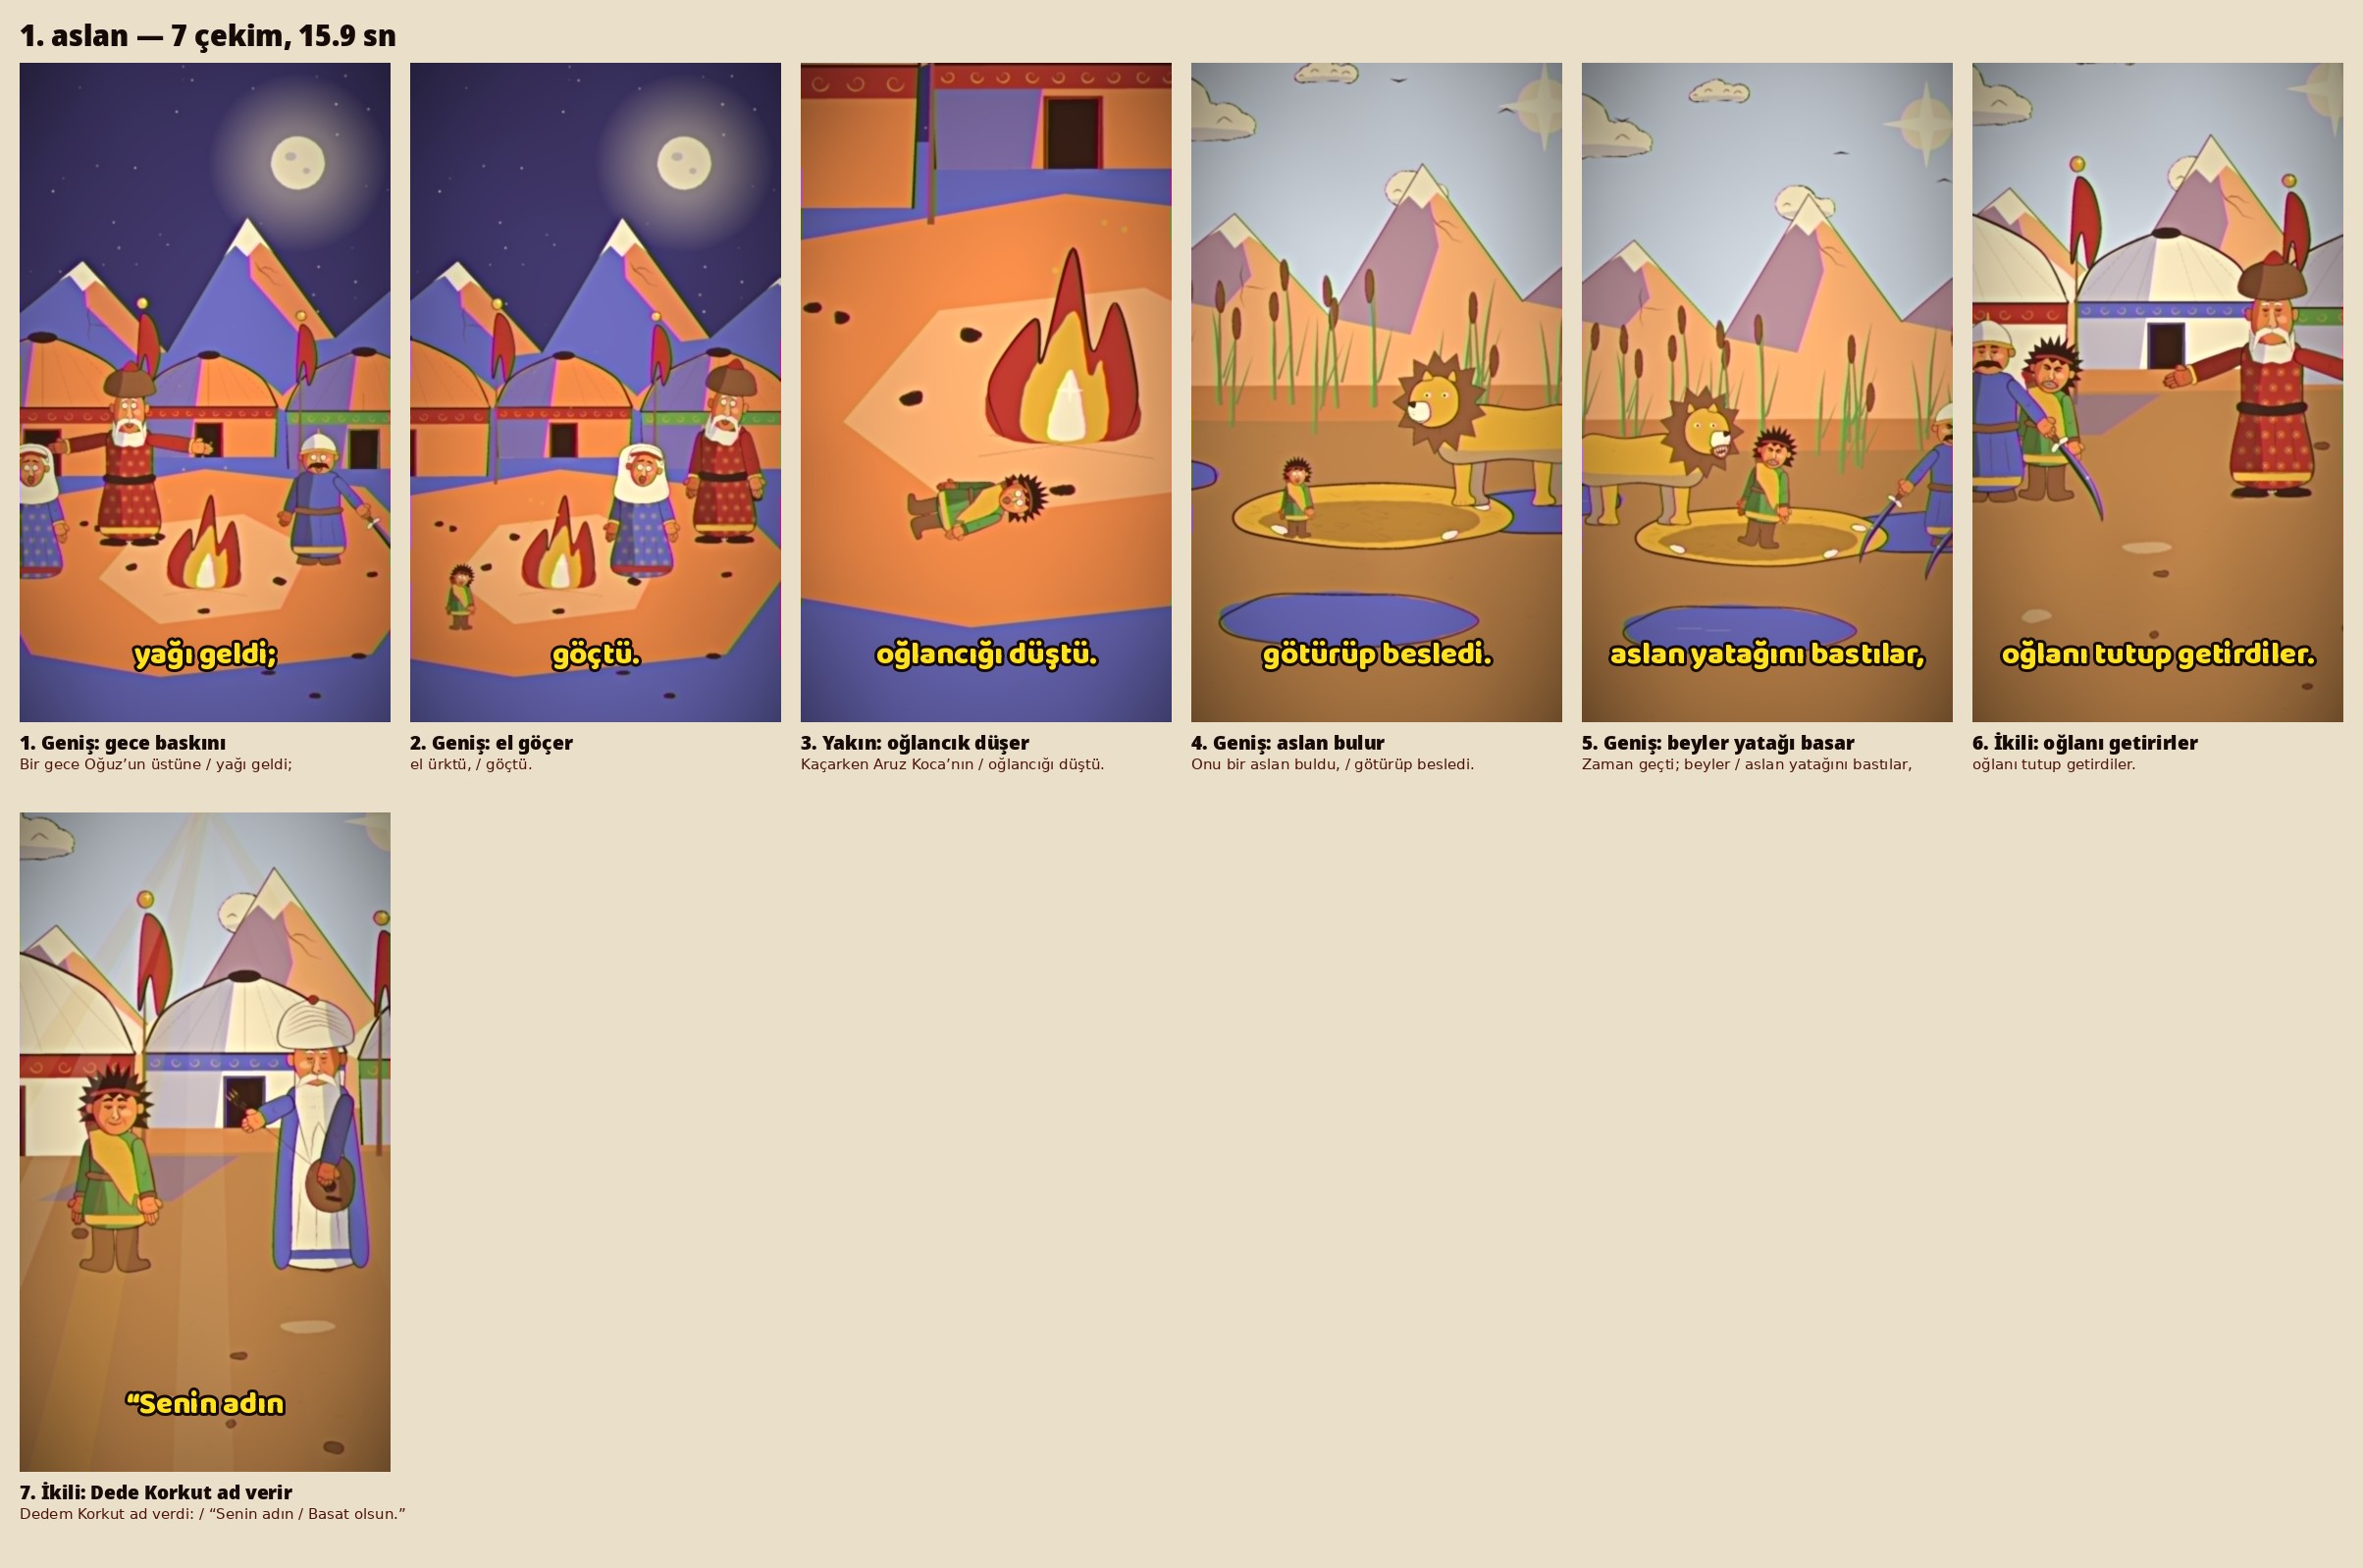 1. aslan — 7 çekim, 15.9 sn
yağı geldi;
göçtü.
oğlancığı düştü.
götürüp besledi.
aslan yatağını bastılar,
oğlanı tutup getirdiler.
1. Geniş: gece baskını
Bir gece Oğuz’un üstüne / yağı geldi;
2. Geniş: el göçer
el ürktü, / göçtü.
3. Yakın: oğlancık düşer
Kaçarken Aruz Koca’nın / oğlancığı düştü.
4. Geniş: aslan bulur
Onu bir aslan buldu, / götürüp besledi.
5. Geniş: beyler yatağı basar
Zaman geçti; beyler / aslan yatağını bastılar,
6. İkili: oğlanı getirirler
oğlanı tutup getirdiler.
“Senin adın
7. İkili: Dede Korkut ad verir
Dedem Korkut ad verdi: / “Senin adın / Basat olsun.”